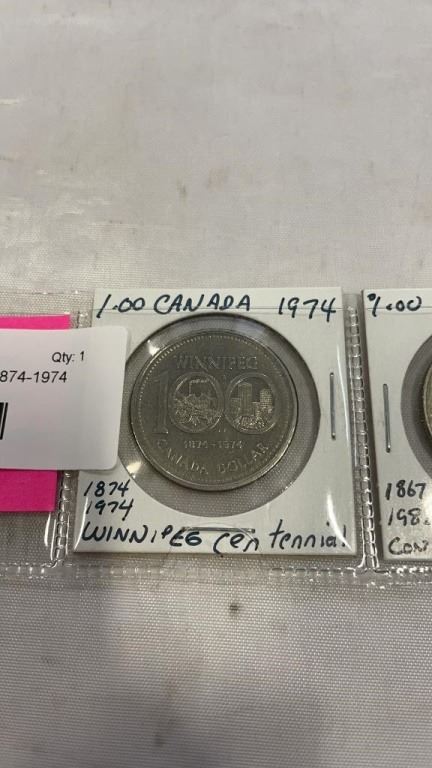 Qty: 1
874-1974
1.00 CANADA 1974
WINNIPEG
100
1874-1974
CANADA DOLLAR
1874
1974
WINNIPEG Centennial
1.00
1867
198
CON